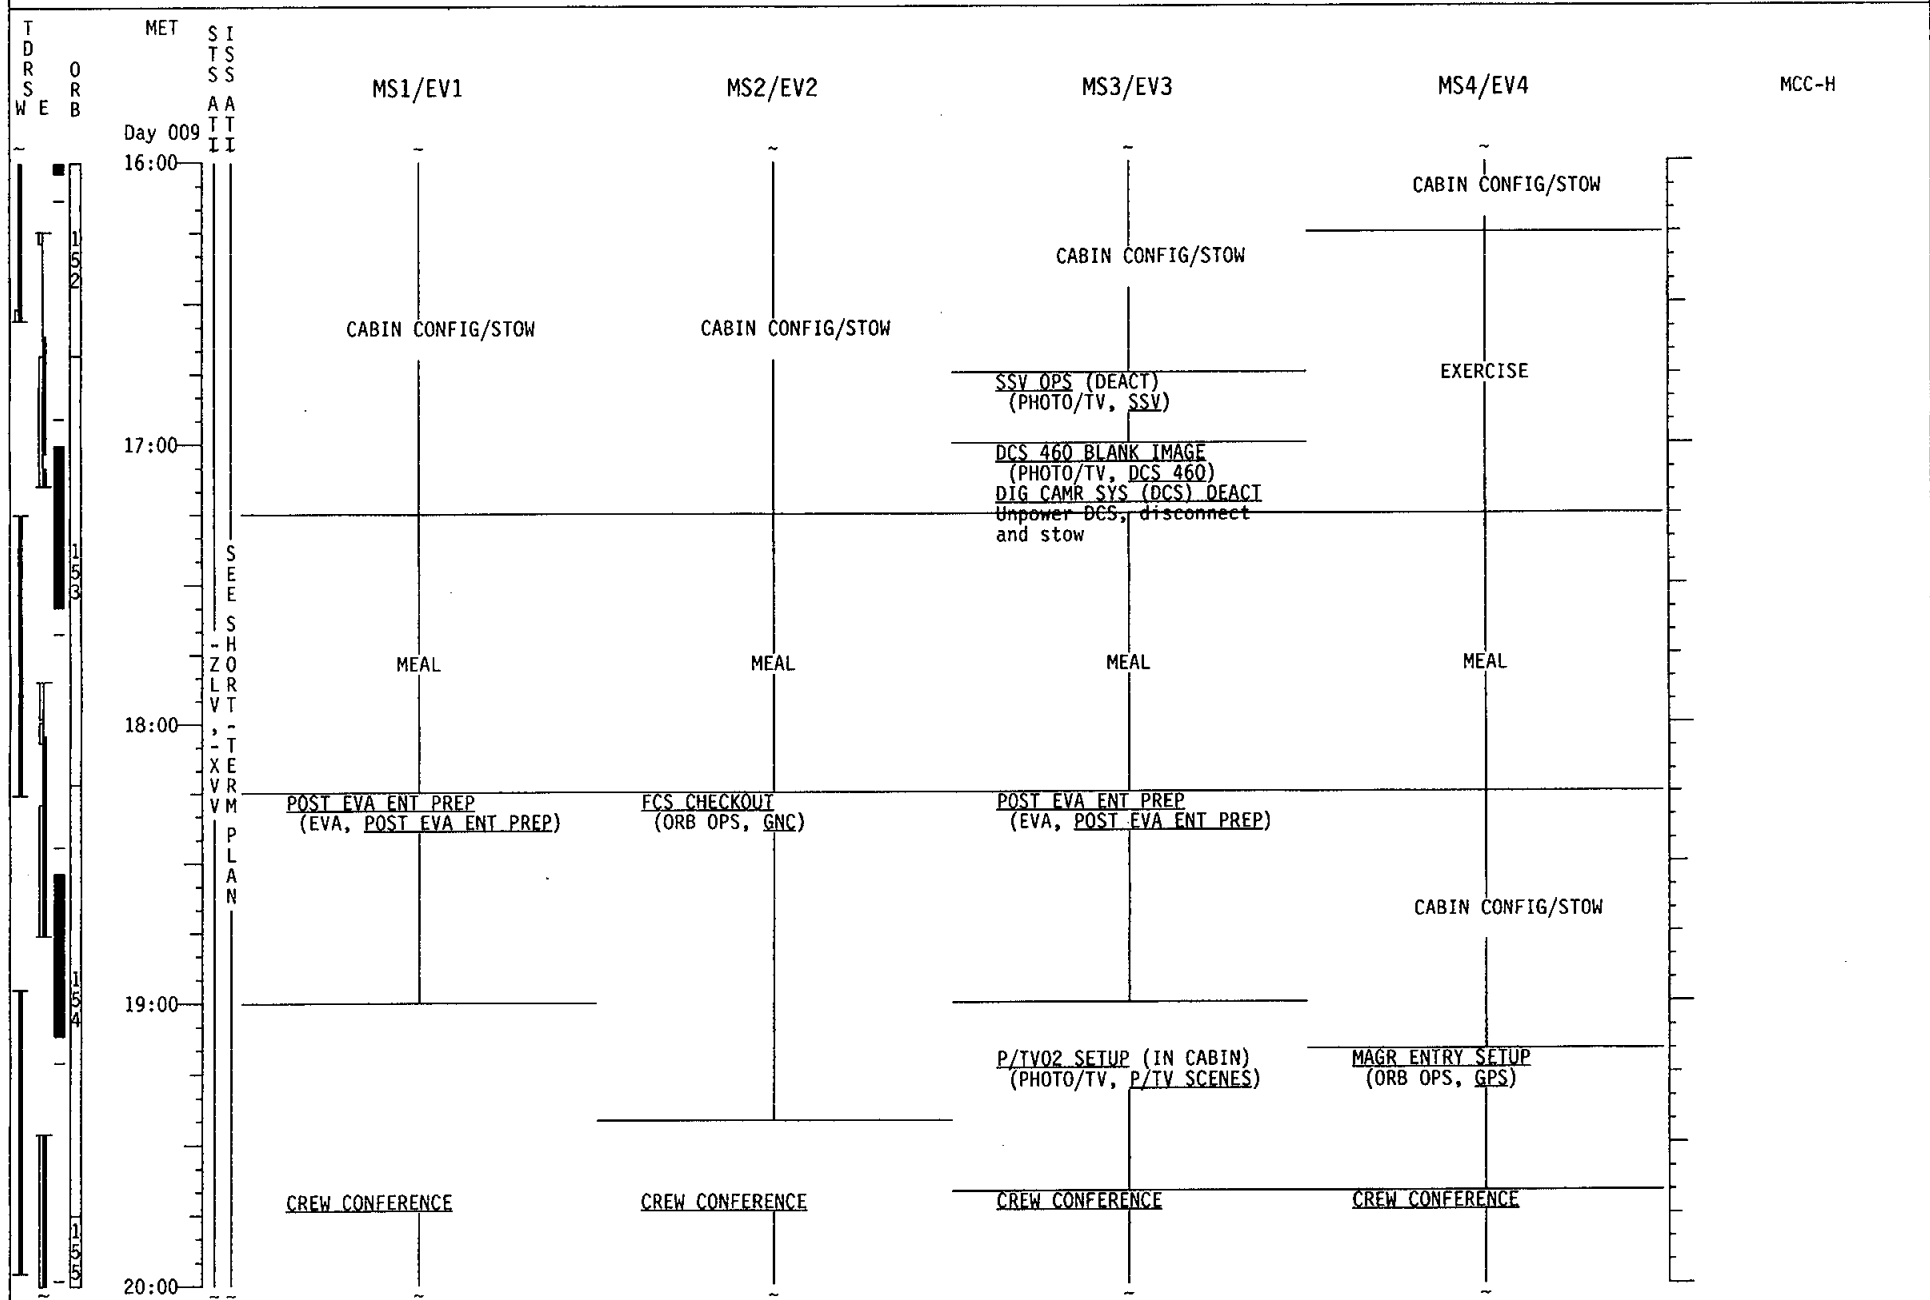 TDRS
W E
ORB
MET
STS ATT
ISS ATT
MS1/EV1
MS2/EV2
MS3/EV3
MS4/EV4
MCC-H
Day 009
16:00
CABIN CONFIG/STOW
152
CABIN CONFIG/STOW
CABIN CONFIG/STOW
CABIN CONFIG/STOW
SSV OPS (DEACT)
(PHOTO/TV, SSV)
EXERCISE
17:00
DCS 460 BLANK IMAGE
(PHOTO/TV, DCS 460)
DIG CAMR SYS (DCS) DEACT
Unpower DCS, disconnect
and stow
153
-ZLV,-XVV
SEE SHORT-TERM PLAN
MEAL
MEAL
MEAL
MEAL
18:00
POST EVA ENT PREP
(EVA, POST EVA ENT PREP)
FCS CHECKOUT
(ORB OPS, GNC)
POST EVA ENT PREP
(EVA, POST EVA ENT PREP)
CABIN CONFIG/STOW
154
19:00
P/TV02 SETUP (IN CABIN)
(PHOTO/TV, P/TV SCENES)
MAGR ENTRY SETUP
(ORB OPS, GPS)
CREW CONFERENCE
CREW CONFERENCE
CREW CONFERENCE
CREW CONFERENCE
155
20:00